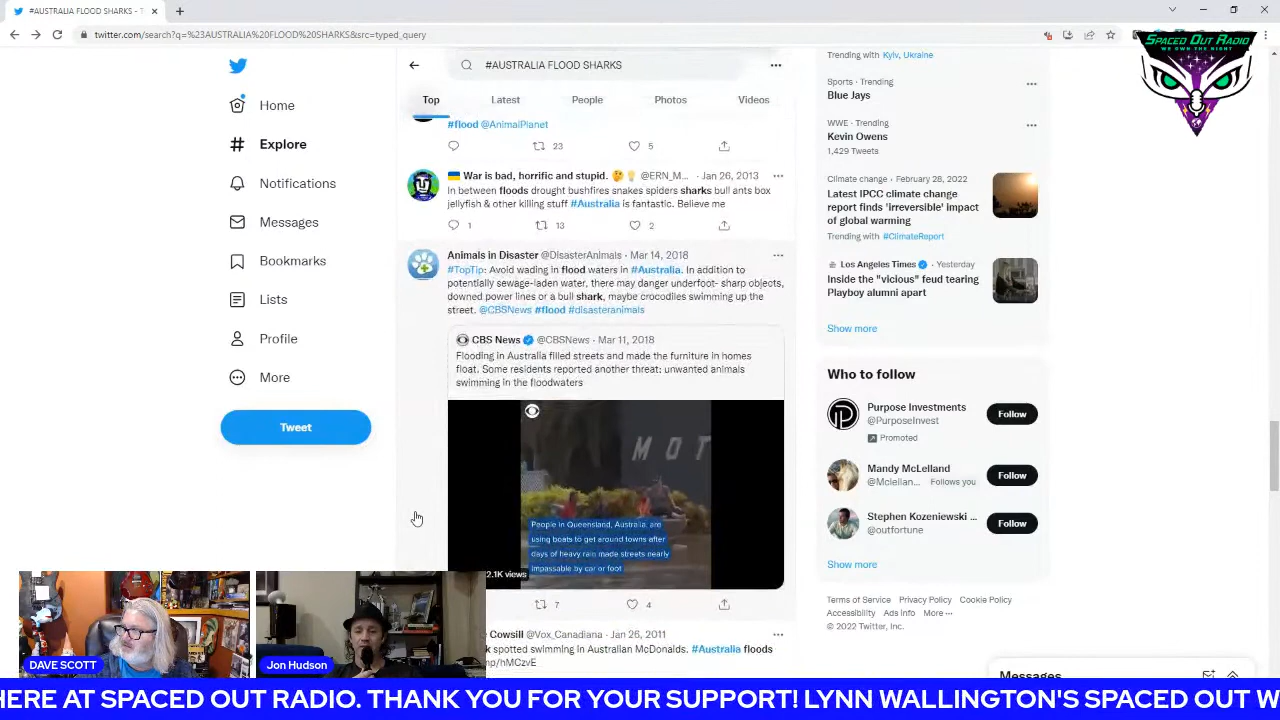 #AUSTRALIA FLOOD SHARKS - T
twitter.com/search?q=%23AUSTRALIA%20FLOOD%20SHARKS&src=typed_query
SPACED OUT RADIO
WE OWN THE NIGHT
Home
Explore
Notifications
Messages
Bookmarks
Lists
Profile
More
Tweet
#AUSTRALIA FLOOD SHARKS
Top Latest People Photos Videos
#flood @AnimalPlanet
23 5
War is bad, horrific and stupid. @ERN_M... · Jan 26, 2013
In between floods drought bushfires snakes spiders sharks bull ants box
jellyfish & other killing stuff #Australia is fantastic. Believe me
1 13 2
Animals in Disaster @DisasterAnimals · Mar 14, 2018
#TopTip: Avoid wading in flood waters in #Australia. In addition to
potentially sewage-laden water, there may danger underfoot- sharp objects,
downed power lines or a bull shark, maybe crocodiles swimming up the
street. @CBSNews #flood #disasteranimals
CBS News @CBSNews · Mar 11, 2018
Flooding in Australia filled streets and made the furniture in homes
float. Some residents reported another threat: unwanted animals
swimming in the floodwaters
MOT
People in Queensland, Australia, are
using boats to get around towns after
days of heavy rain made streets nearly
impassable by car or foot
2.1K views
7 4
Cowsill @Vox_Canadiana · Jan 26, 2011
k spotted swimming in Australian McDonalds. #Australia floods
np/hMCzvE
Trending with Kyiv, Ukraine
Sports · Trending
Blue Jays
WWE · Trending
Kevin Owens
1,429 Tweets
Climate change · February 28, 2022
Latest IPCC climate change
report finds 'irreversible' impact
of global warming
Trending with #ClimateReport
Los Angeles Times · Yesterday
Inside the "vicious" feud tearing
Playboy alumni apart
Show more
Who to follow
Purpose Investments
@PurposeInvest
Promoted
Follow
Mandy McLelland
@Mclellan... Follows you
Follow
Stephen Kozeniewski ...
@outfortune
Follow
Show more
Terms of Service Privacy Policy Cookie Policy
Accessibility Ads info More ···
© 2022 Twitter, Inc.
Messages
DAVE SCOTT
Jon Hudson
HERE AT SPACED OUT RADIO. THANK YOU FOR YOUR SUPPORT! LYNN WALLINGTON'S SPACED OUT W